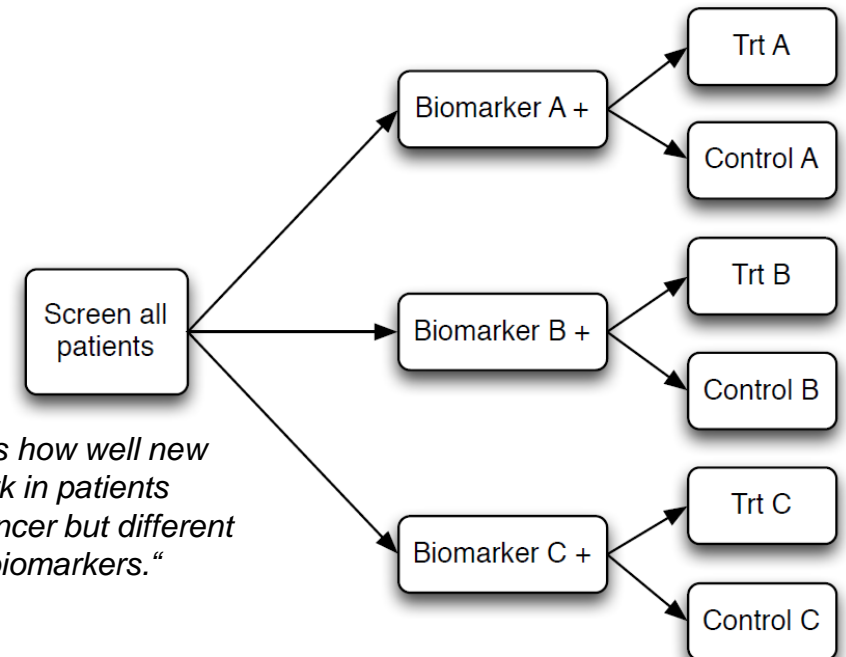 Trt A
Biomarker A +
Control A
Trt B
Screen all
patients
Biomarker B +
Control B
s how well new
k in patients
ncer but different
biomarkers.“
Trt C
Biomarker C +
Control C